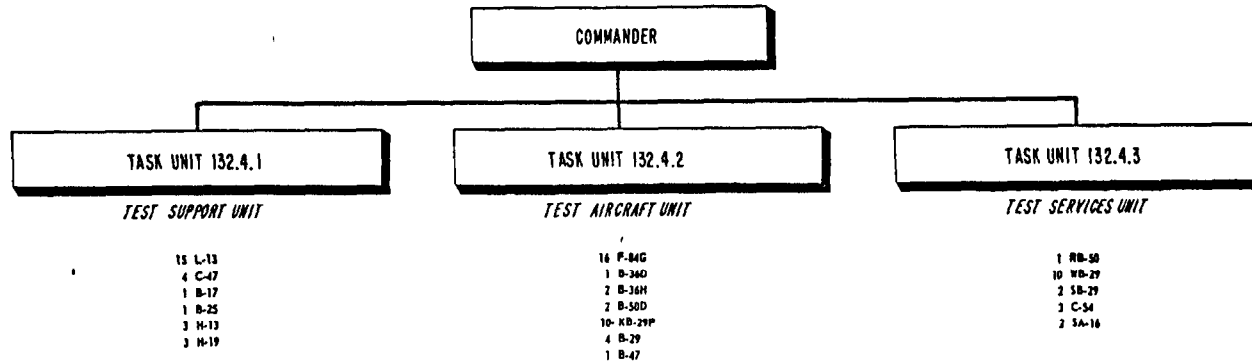 COMMANDER
TASK UNIT 132.4.1
TASK UNIT 132.4.2
TASK UNIT 132.4.3
TEST SUPPORT UNIT
TEST AIRCRAFT UNIT
TEST SERVICES UNIT
15 L-13
4 C-47
1 B-17
1 B-25
3 H-13
3 H-19
16 F-84G
1 B-36D
2 B-36H
2 B-50D
10- KB-29P
4 B-29
1 B-47
1 RB-50
10 WB-29
2 SB-29
3 C-54
2 SA-16